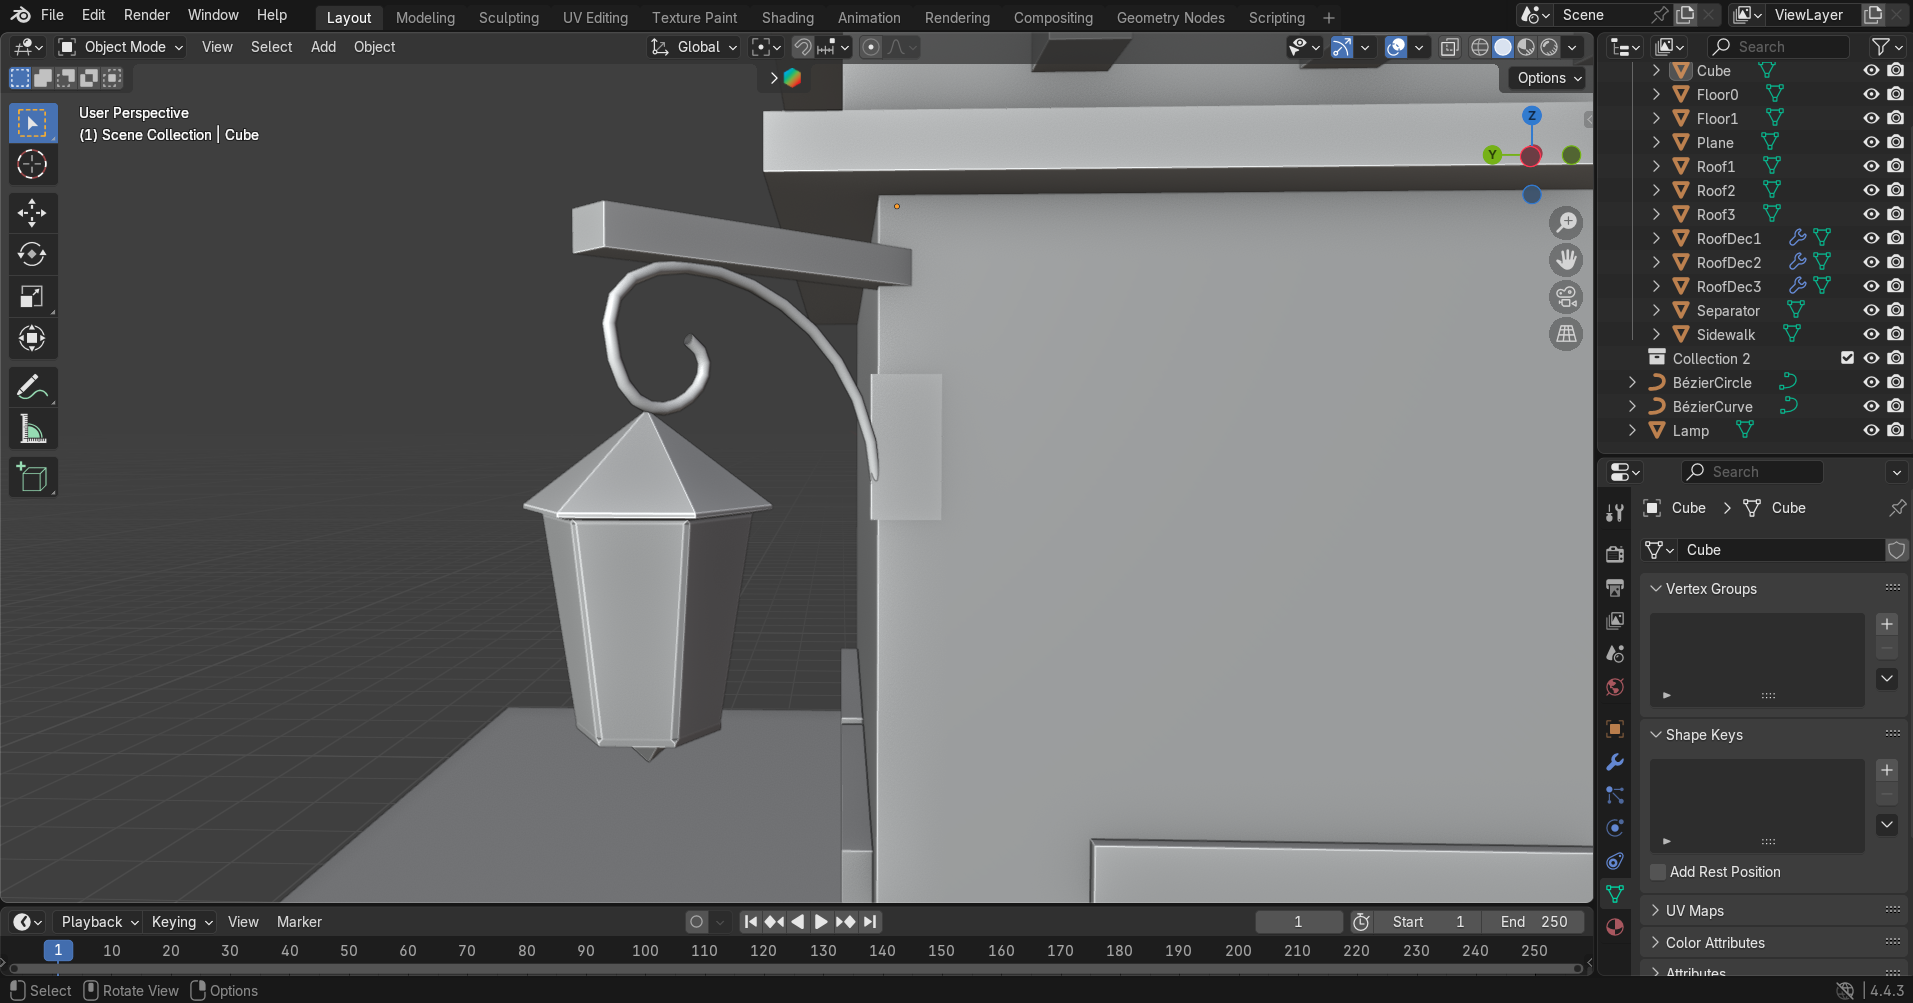 File Edit Render Window Help Layout Modeling Sculpting UV Editing Texture Paint Shading Animation Rendering Compositing Geometry Nodes Scripting + Scene ViewLayer
Object Mode View Select Add Object Global Search
Options
User Perspective
(1) Scene Collection | Cube
Z
Y
Cube
Floor0
Floor1
Plane
Roof1
Roof2
Roof3
RoofDec1
RoofDec2
RoofDec3
Separator
Sidewalk
Collection 2
BézierCircle
BézierCurve
Lamp
Search
Cube > Cube
Cube
Vertex Groups
Shape Keys
Add Rest Position
UV Maps
Color Attributes
Attributes
Playback Keying View Marker 1 Start 1 End 250
1 10 20 30 40 50 60 70 80 90 100 110 120 130 140 150 160 170 180 190 200 210 220 230 240 250
Select Rotate View Options 4.4.3